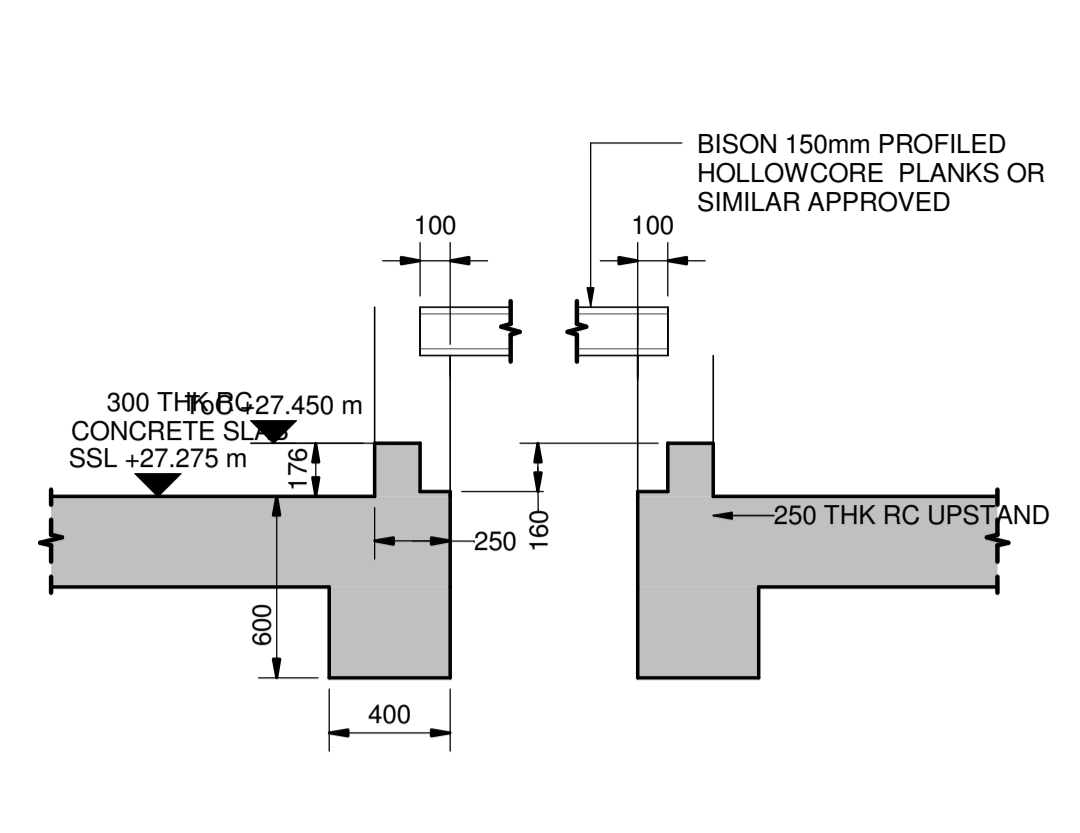 BISON 150mm PROFILED
HOLLOWCORE PLANKS OR
SIMILAR APPROVED
100
100
300 THK RC
ToC +27.450 m
CONCRETE SLAB
SSL +27.275 m
176
160
250
250 THK RC UPSTAND
600
400